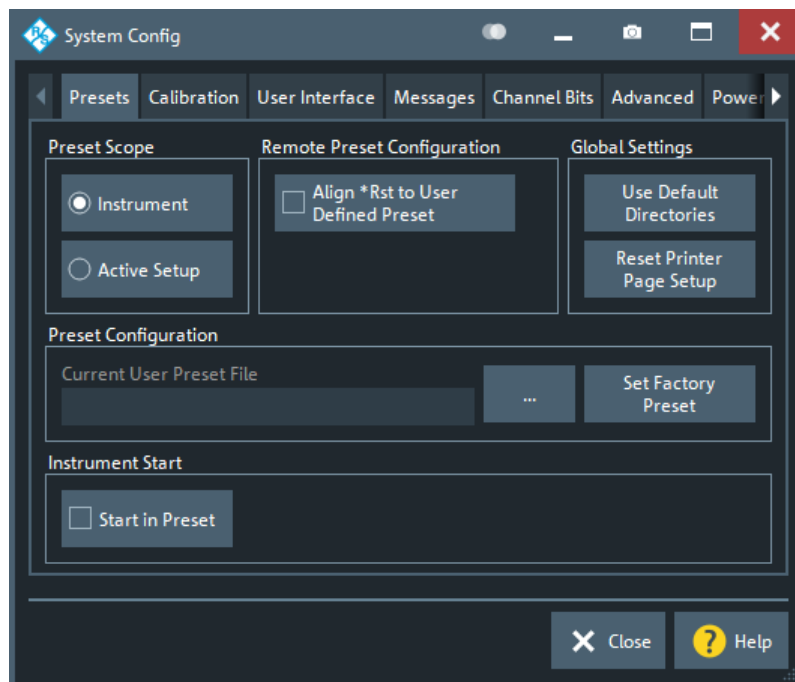 R&S System Config
Presets Calibration User Interface Messages Channel Bits Advanced Power
Preset Scope
Instrument
Active Setup
Remote Preset Configuration
Align *Rst to User
Defined Preset
Global Settings
Use Default
Directories
Reset Printer
Page Setup
Preset Configuration
Current User Preset File
...
Set Factory
Preset
Instrument Start
Start in Preset
Close
? Help